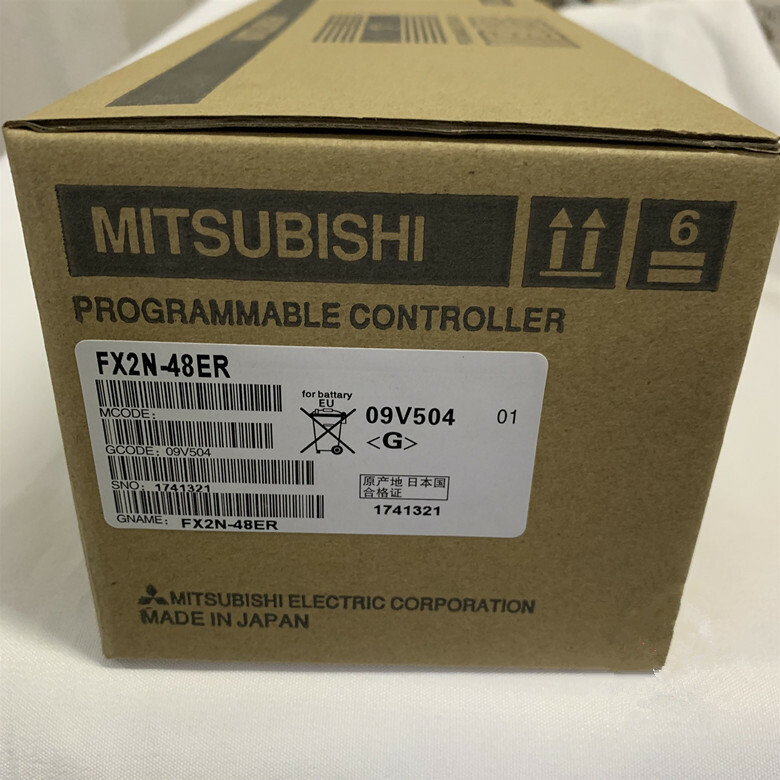 MITSUBISHI
6
PROGRAMMABLE CONTROLLER
FX2N-48ER
MCODE:
GCODE: 09V504
SNO: 1741321
GNAME: FX2N-48ER
for battary
EU
09V504 01
<G>
原产地 日本国
合格证
1741321
MITSUBISHI ELECTRIC CORPORATION
MADE IN JAPAN